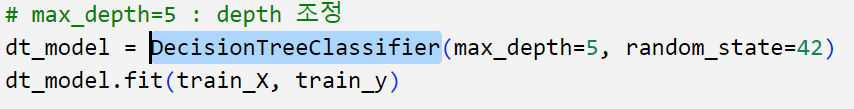 # max_depth=5 : depth 조정
dt_model = DecisionTreeClassifier(max_depth=5, random_state=42)
dt_model.fit(train_X, train_y)